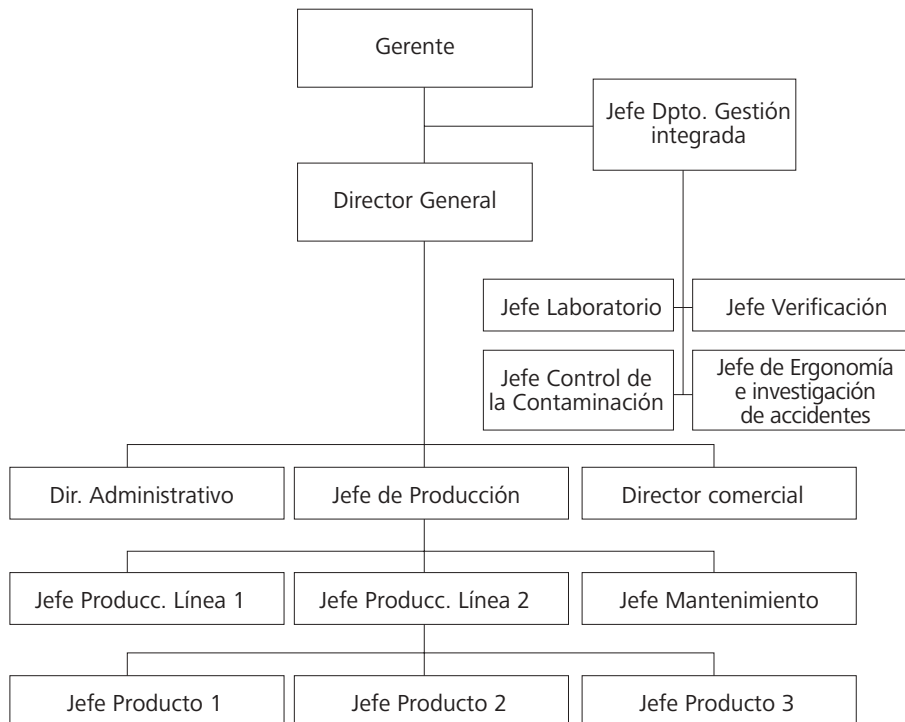 Gerente
Jefe Dpto. Gestión
integrada
Director General
Jefe Laboratorio
Jefe Verificación
Jefe Control de
la Contaminación
Jefe de Ergonomía
e investigación
de accidentes
Dir. Administrativo
Jefe de Producción
Director comercial
Jefe Producc. Línea 1
Jefe Producc. Línea 2
Jefe Mantenimiento
Jefe Producto 1
Jefe Producto 2
Jefe Producto 3